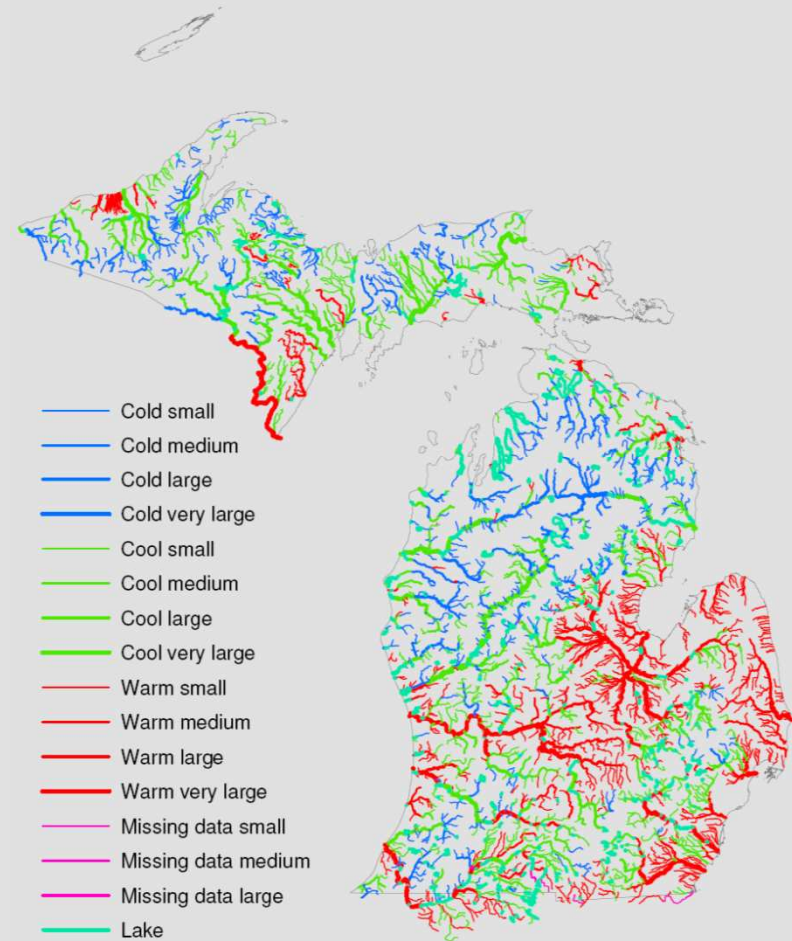 Cold small
Cold medium
Cold large
Cold very large
Cool small
Cool medium
Cool large
Cool very large
Warm small
Warm medium
Warm large
Warm very large
Missing data small
Missing data medium
Missing data large
Lake